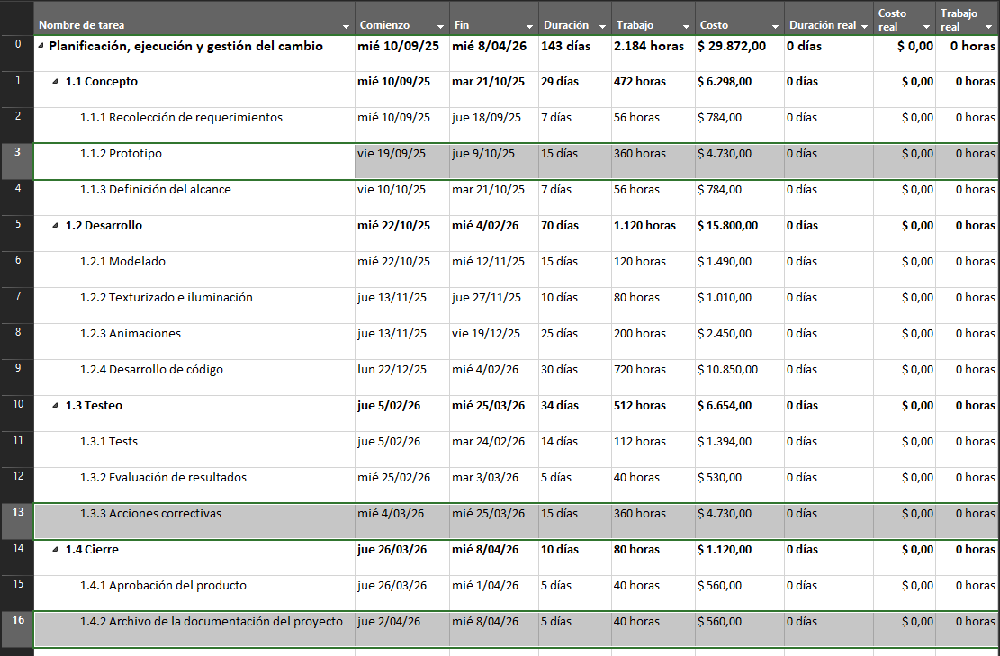 Nombre de tarea Comienzo Fin Duración Trabajo Costo Duración real Costo real Trabajo real
0 Planificación, ejecución y gestión del cambio mié 10/09/25 mié 8/04/26 143 días 2.184 horas $ 29.872,00 0 días $ 0,00 0 horas
1 1.1 Concepto mié 10/09/25 mar 21/10/25 29 días 472 horas $ 6.298,00 0 días $ 0,00 0 horas
2 1.1.1 Recolección de requerimientos mié 10/09/25 jue 18/09/25 7 días 56 horas $ 784,00 0 días $ 0,00 0 horas
3 1.1.2 Prototipo vie 19/09/25 jue 9/10/25 15 días 360 horas $ 4.730,00 0 días $ 0,00 0 horas
4 1.1.3 Definición del alcance vie 10/10/25 mar 21/10/25 7 días 56 horas $ 784,00 0 días $ 0,00 0 horas
5 1.2 Desarrollo mié 22/10/25 mié 4/02/26 70 días 1.120 horas $ 15.800,00 0 días $ 0,00 0 horas
6 1.2.1 Modelado mié 22/10/25 mié 12/11/25 15 días 120 horas $ 1.490,00 0 días $ 0,00 0 horas
7 1.2.2 Texturizado e iluminación jue 13/11/25 jue 27/11/25 10 días 80 horas $ 1.010,00 0 días $ 0,00 0 horas
8 1.2.3 Animaciones jue 13/11/25 vie 19/12/25 25 días 200 horas $ 2.450,00 0 días $ 0,00 0 horas
9 1.2.4 Desarrollo de código lun 22/12/25 mié 4/02/26 30 días 720 horas $ 10.850,00 0 días $ 0,00 0 horas
10 1.3 Testeo jue 5/02/26 mié 25/03/26 34 días 512 horas $ 6.654,00 0 días $ 0,00 0 horas
11 1.3.1 Tests jue 5/02/26 mar 24/02/26 14 días 112 horas $ 1.394,00 0 días $ 0,00 0 horas
12 1.3.2 Evaluación de resultados mié 25/02/26 mar 3/03/26 5 días 40 horas $ 530,00 0 días $ 0,00 0 horas
13 1.3.3 Acciones correctivas mié 4/03/26 mié 25/03/26 15 días 360 horas $ 4.730,00 0 días $ 0,00 0 horas
14 1.4 Cierre jue 26/03/26 mié 8/04/26 10 días 80 horas $ 1.120,00 0 días $ 0,00 0 horas
15 1.4.1 Aprobación del producto jue 26/03/26 mié 1/04/26 5 días 40 horas $ 560,00 0 días $ 0,00 0 horas
16 1.4.2 Archivo de la documentación del proyecto jue 2/04/26 mié 8/04/26 5 días 40 horas $ 560,00 0 días $ 0,00 0 horas